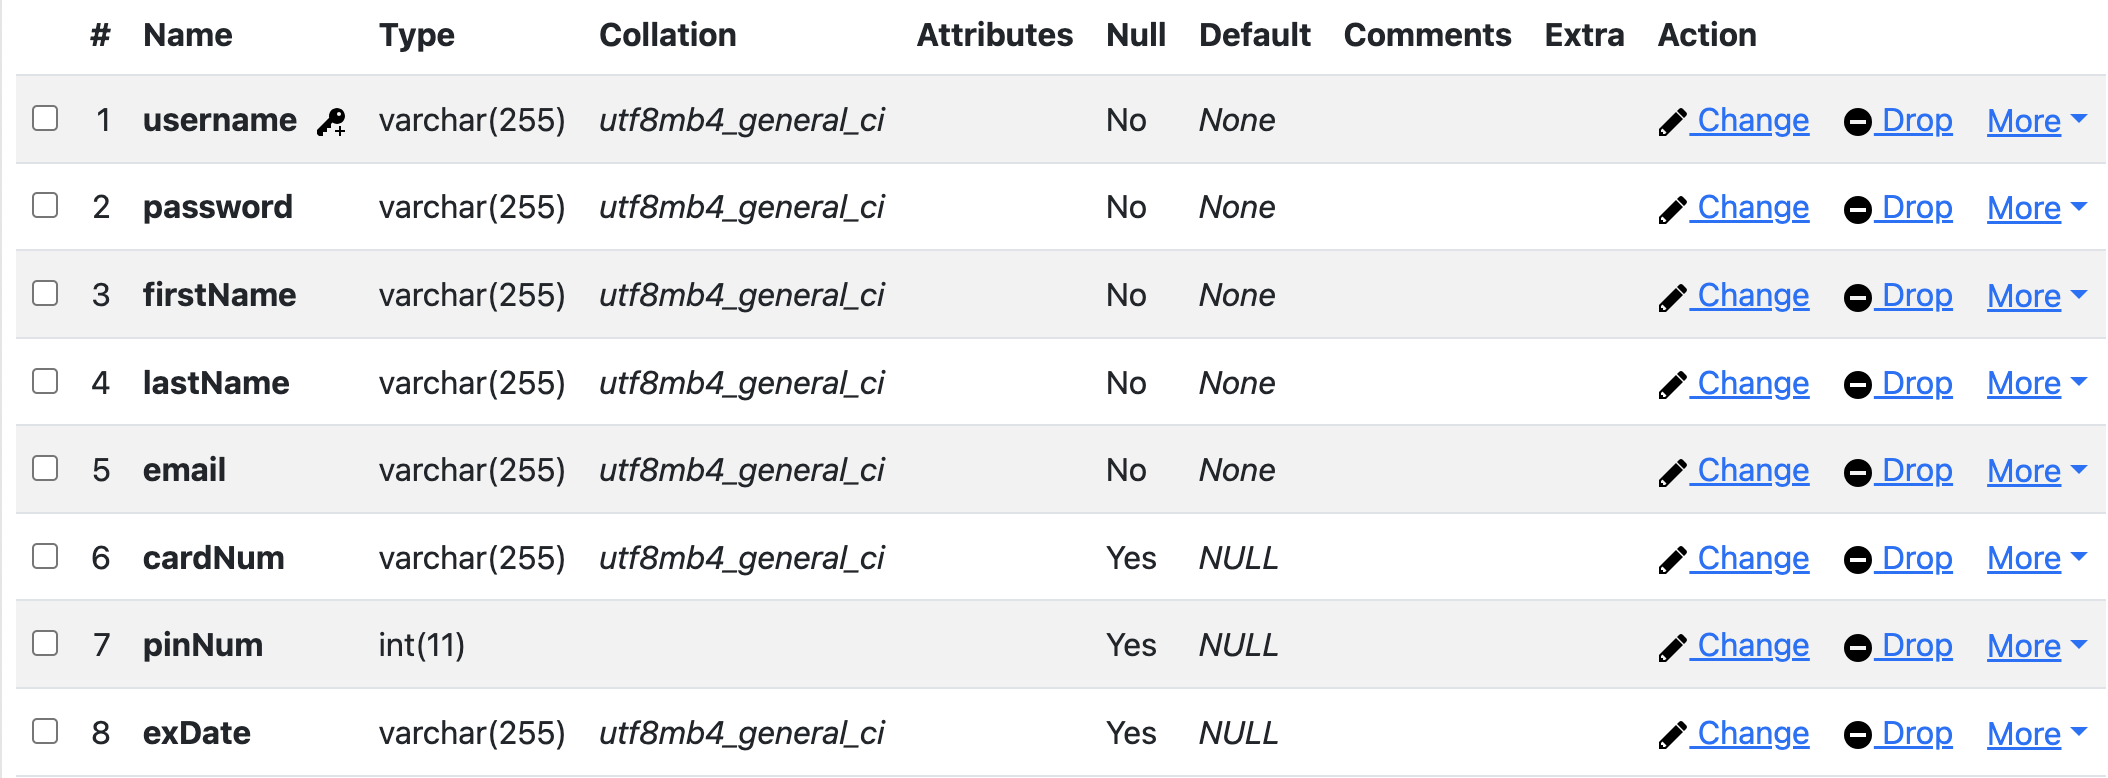 # Name Type Collation Attributes Null Default Comments Extra Action
1 username varchar(255) utf8mb4_general_ci No None Change Drop More
2 password varchar(255) utf8mb4_general_ci No None Change Drop More
3 firstName varchar(255) utf8mb4_general_ci No None Change Drop More
4 lastName varchar(255) utf8mb4_general_ci No None Change Drop More
5 email varchar(255) utf8mb4_general_ci No None Change Drop More
6 cardNum varchar(255) utf8mb4_general_ci Yes NULL Change Drop More
7 pinNum int(11) Yes NULL Change Drop More
8 exDate varchar(255) utf8mb4_general_ci Yes NULL Change Drop More